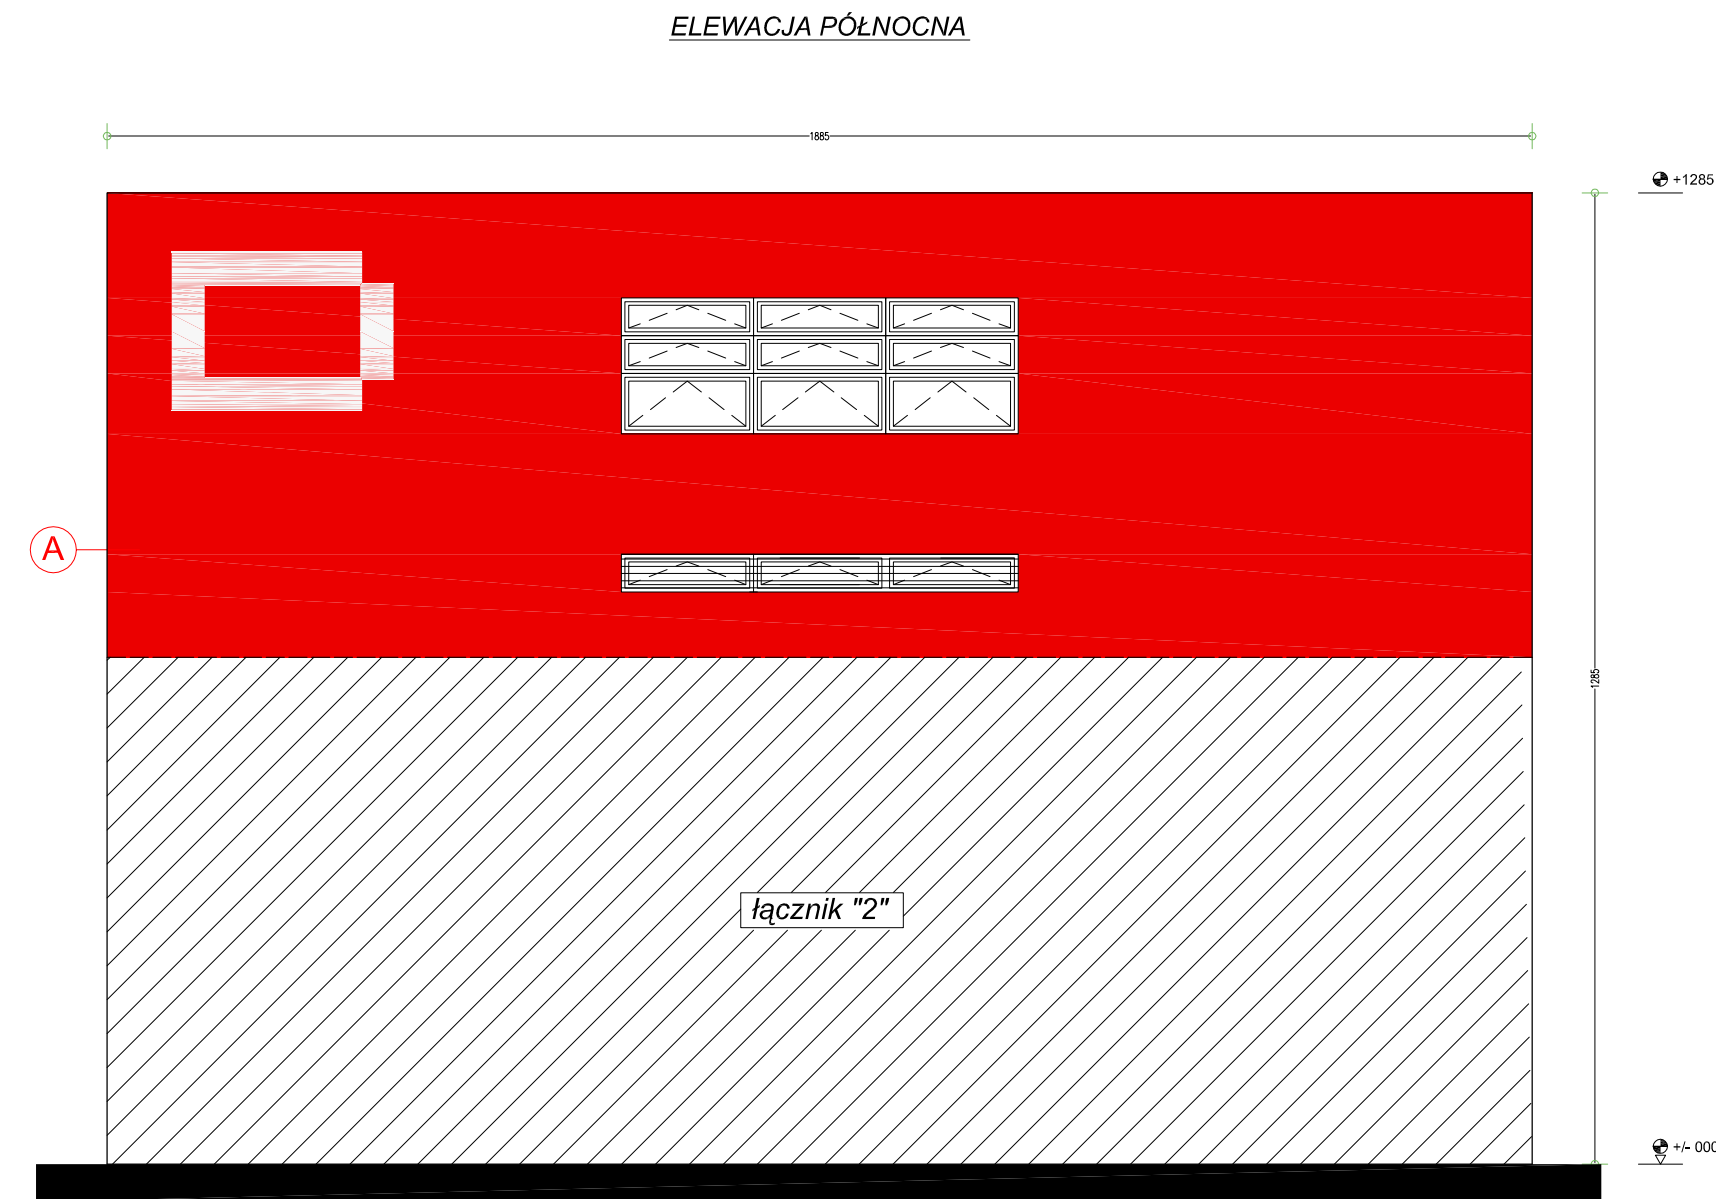 ELEWACJA PÓŁNOCNA
1885
+1285
A
1285
łącznik "2"
+/- 000